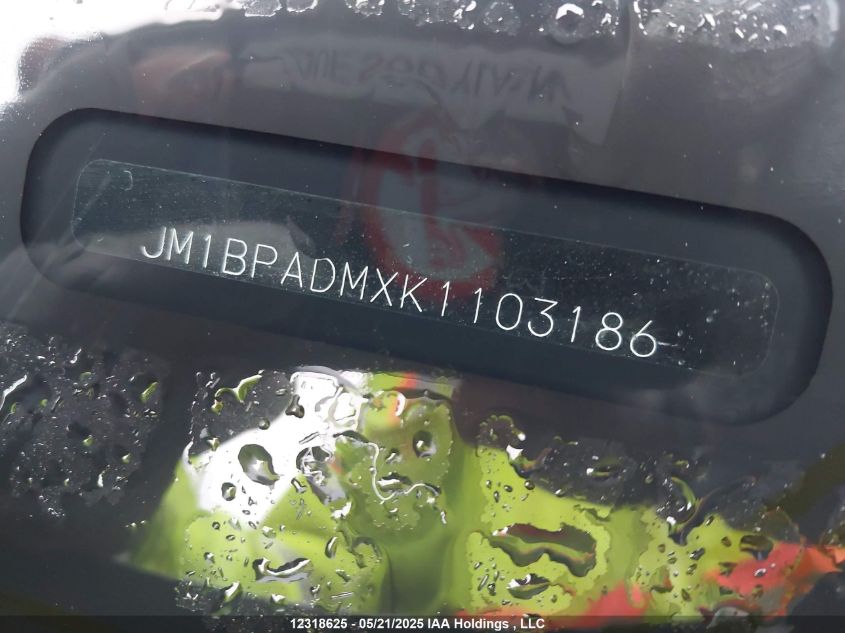 JM1BPADMXK1103186
12318625 - 05/21/2025 IAA Holdings , LLC